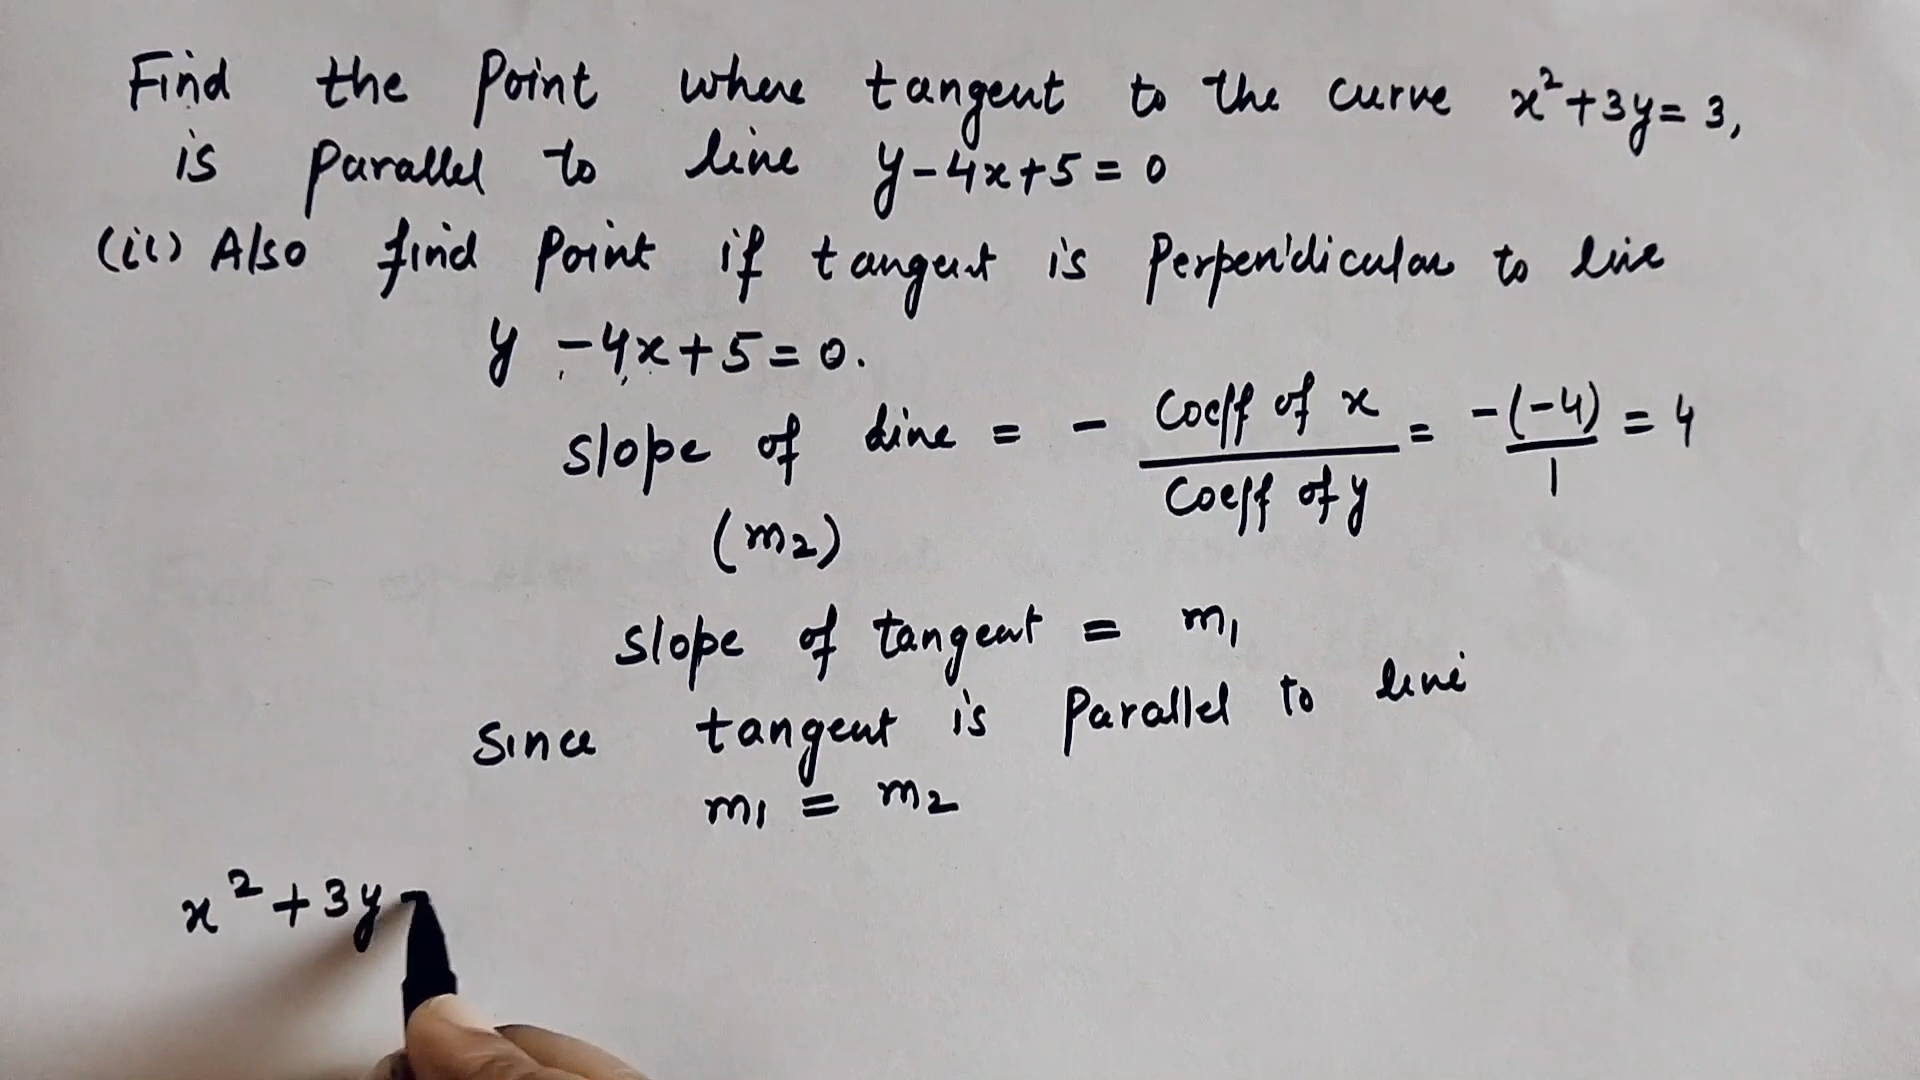 Find the Point where tangent to the curve x²+3y=3,
is Parallel to line y-4x+5=0
(ii) Also find Point if tangent is Perpendicular to line
y -4x+5=0.
slope of line = - Coeff of x / Coeff of y = -(-4)/1 = 4
(m₂)
slope of tangent = m₁
Since tangent is Parallel to line
m₁ = m₂
x²+3y